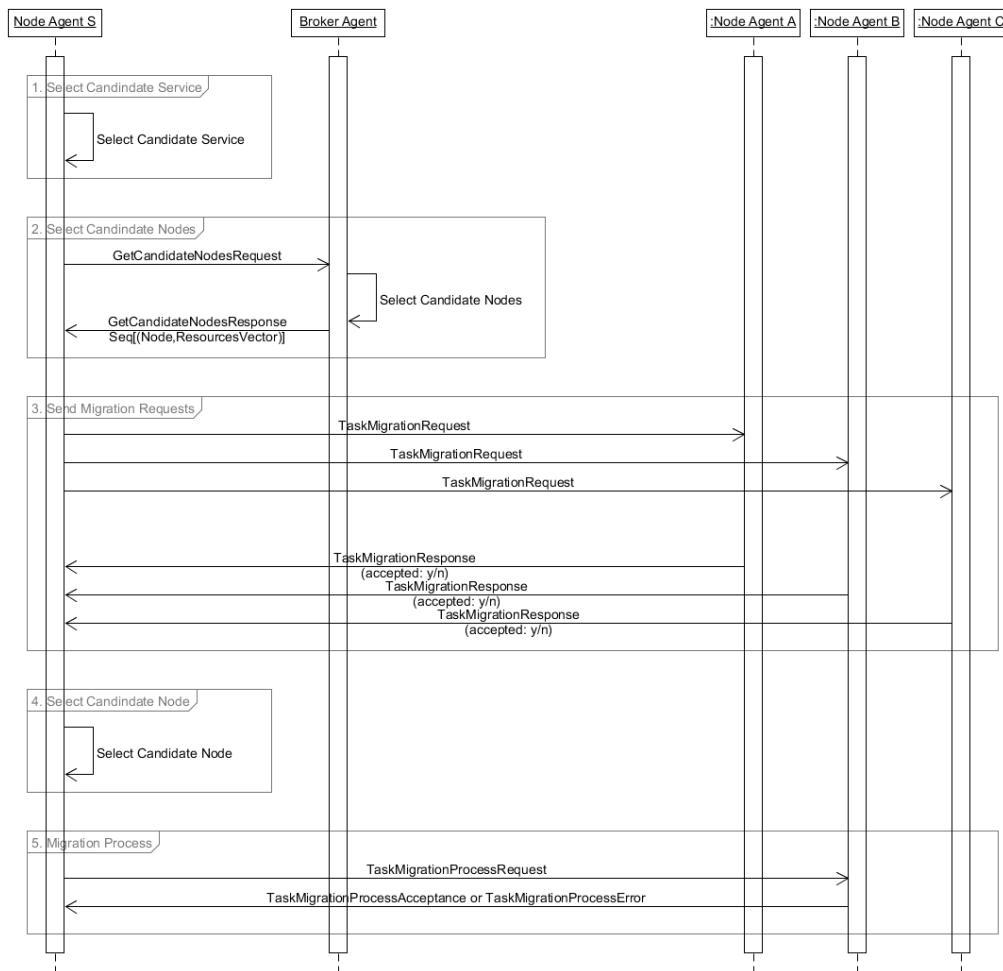 Node Agent S
Broker Agent
:Node Agent A
:Node Agent B
:Node Agent C
1. Select Candindate Service
Select Candidate Service
2. Select Candindate Nodes
GetCandidateNodesRequest
Select Candidate Nodes
GetCandidateNodesResponse
Seq[(Node,ResourcesVector)]
3. Send Migration Requests
TaskMigrationRequest
TaskMigrationRequest
TaskMigrationRequest
TaskMigrationResponse
(accepted: y/n)
TaskMigrationResponse
(accepted: y/n)
TaskMigrationResponse
(accepted: y/n)
4. Select Candindate Node
Select Candidate Node
5. Migration Process
TaskMigrationProcessRequest
TaskMigrationProcessAcceptance or TaskMigrationProcessError